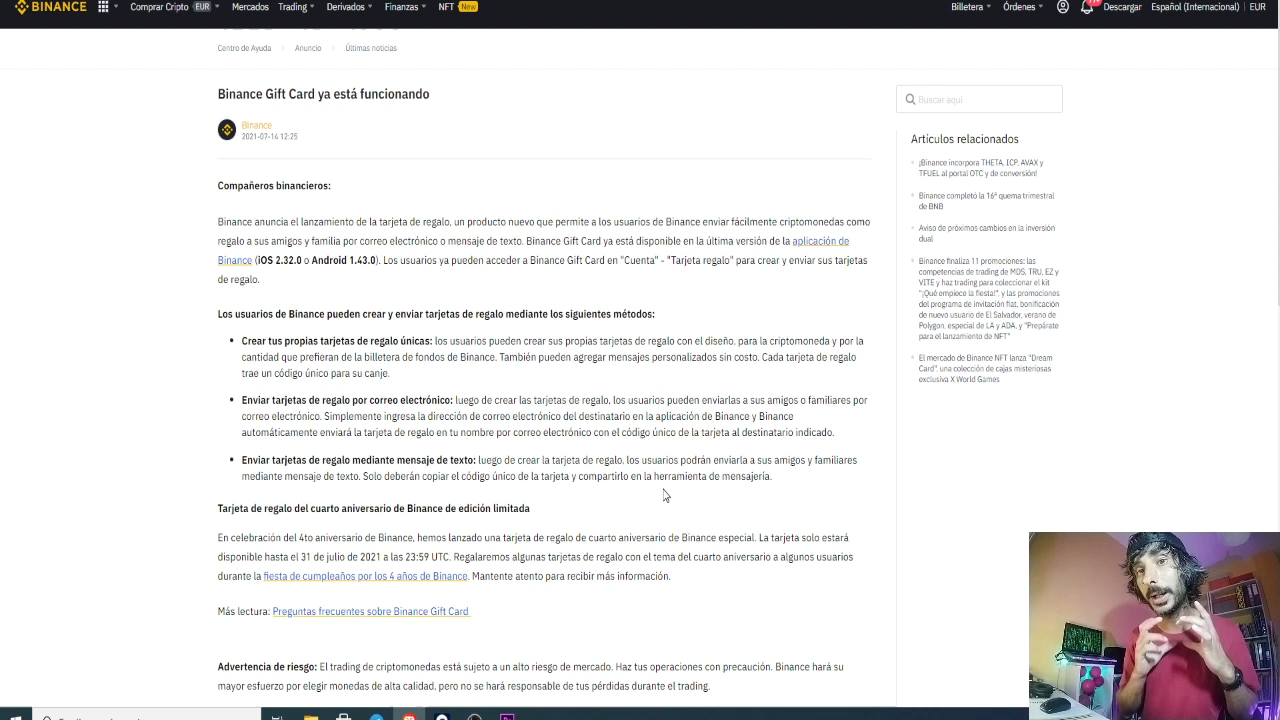 BINANCE
Comprar Cripto EUR Mercados Trading Derivados Finanzas NFT New
Billetera Órdenes Descargar Español (Internacional) EUR
Centro de Ayuda Anuncio Últimas noticias
Binance Gift Card ya está funcionando
Binance
2021-07-14 12:25
Compañeros binancieros:
Binance anuncia el lanzamiento de la tarjeta de regalo, un producto nuevo que permite a los usuarios de Binance enviar fácilmente criptomonedas como
regalo a sus amigos y familia por correo electrónico o mensaje de texto. Binance Gift Card ya está disponible en la última versión de la aplicación de
Binance (iOS 2.32.0 o Android 1.43.0). Los usuarios ya pueden acceder a Binance Gift Card en "Cuenta" - "Tarjeta regalo" para crear y enviar sus tarjetas
de regalo.
Los usuarios de Binance pueden crear y enviar tarjetas de regalo mediante los siguientes métodos:
Crear tus propias tarjetas de regalo únicas: los usuarios pueden crear sus propias tarjetas de regalo con el diseño, para la criptomoneda y por la
cantidad que prefieran de la billetera de fondos de Binance. También pueden agregar mensajes personalizados sin costo. Cada tarjeta de regalo
trae un código único para su canje.
Enviar tarjetas de regalo por correo electrónico: luego de crear las tarjetas de regalo, los usuarios pueden enviarlas a sus amigos o familiares por
correo electrónico. Simplemente ingresa la dirección de correo electrónico del destinatario en la aplicación de Binance y Binance
automáticamente enviará la tarjeta de regalo en tu nombre por correo electrónico con el código único de la tarjeta al destinatario indicado.
Enviar tarjetas de regalo mediante mensaje de texto: luego de crear la tarjeta de regalo, los usuarios podrán enviarla a sus amigos y familiares
mediante mensaje de texto. Solo deberán copiar el código único de la tarjeta y compartirlo en la herramienta de mensajería.
Tarjeta de regalo del cuarto aniversario de Binance de edición limitada
En celebración del 4to aniversario de Binance, hemos lanzado una tarjeta de regalo de cuarto aniversario de Binance especial. La tarjeta solo estará
disponible hasta el 31 de julio de 2021 a las 23:59 UTC. Regalaremos algunas tarjetas de regalo con el tema del cuarto aniversario a algunos usuarios
durante la fiesta de cumpleaños por los 4 años de Binance. Mantente atento para recibir más información.
Más lectura: Preguntas frecuentes sobre Binance Gift Card
Advertencia de riesgo: El trading de criptomonedas está sujeto a un alto riesgo de mercado. Haz tus operaciones con precaución. Binance hará su
mayor esfuerzo por elegir monedas de alta calidad, pero no se hará responsable de tus pérdidas durante el trading.
Buscar aquí
Artículos relacionados
¡Binance incorpora THETA, ICP, AVAX y
TFUEL al portal OTC y de conversión!
Binance completó la 16ª quema trimestral
de BNB
Aviso de próximos cambios en la inversión
dual
Binance finaliza 11 promociones: las
competencias de trading de MDS, TRU, EZ y
VITE y haz trading para coleccionar el kit
"¡Qué empiece la fiesta!", y las promociones
del programa de invitación fiat, bonificación
de nuevo usuario de El Salvador, verano de
Polygon, especial de LA y ADA, y "Prepárate
para el lanzamiento de NFT"
El mercado de Binance NFT lanza "Dream
Card", una colección de cajas misteriosas
exclusiva X World Games